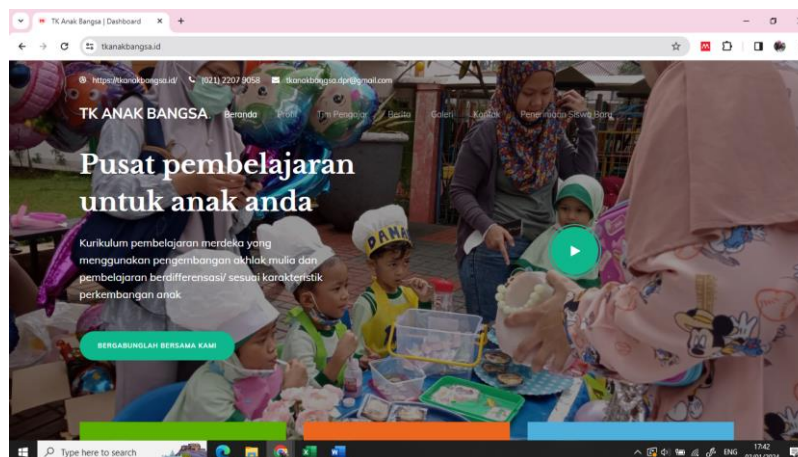 TK Anak Bangsa | Dashboard
tkanakbangsa.id
https://tkanakbangsa.id/ (021) 2207 9058 tkanakbangsa.dpr@gmail.com
TK ANAK BANGSA Beranda Profil Tim Pengajar Berita Galeri Kontak Penerimaan Siswa Baru
Pusat pembelajaran
untuk anak anda
Kurikulum pembelajaran merdeka yang
menggunakan pengembangan akhlak mulia dan
pembelajaran berdifferensasi/ sesuai karakteristik
perkembangan anak
BERGABUNGLAH BERSAMA KAMI
Type here to search
ENG
17:42